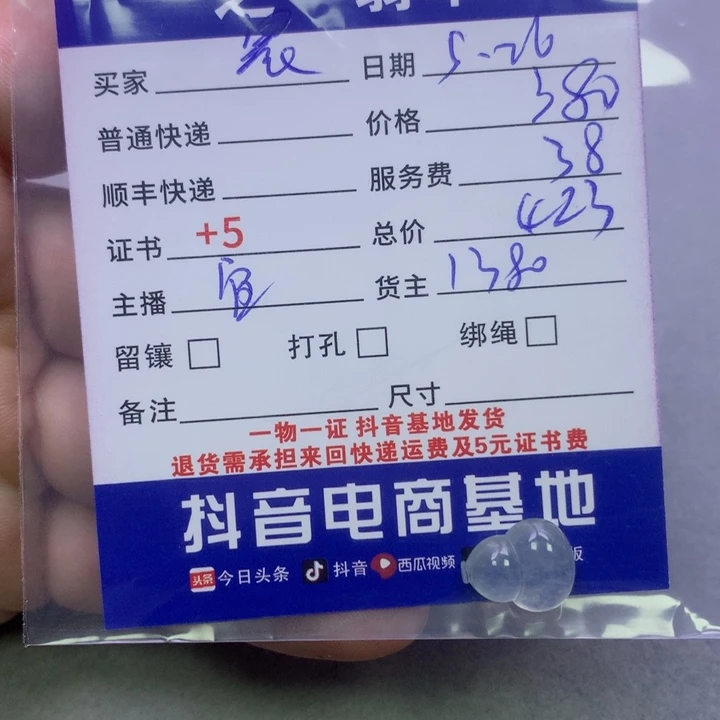 买家 日期 5-26
普通快递 价格 380
顺丰快递 服务费 38
证书 +5 总价 423
主播 货主 1380
留镶 打孔 绑绳
备注 尺寸
一物一证 抖音基地发货
退货需承担来回快递运费及5元证书费
抖音电商基地
头条 今日头条 抖音 西瓜视频 版